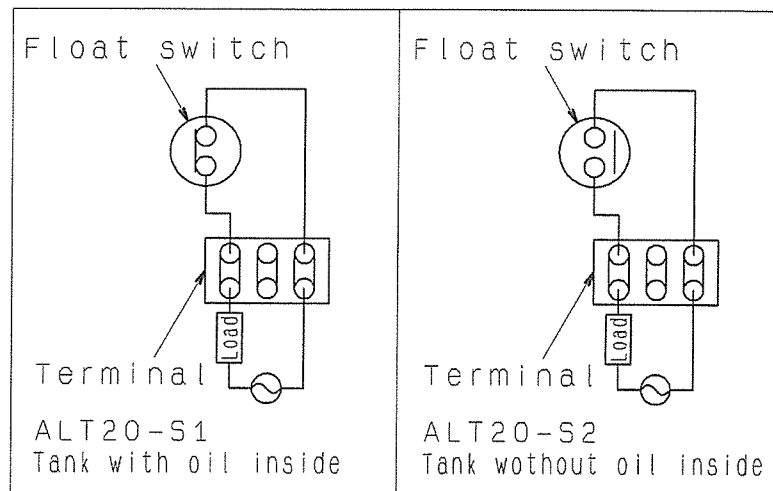 Float switch
Load
Terminal
ALT20-S1
Tank with oil inside
Float switch
Load
Terminal
ALT20-S2
Tank wothout oil inside